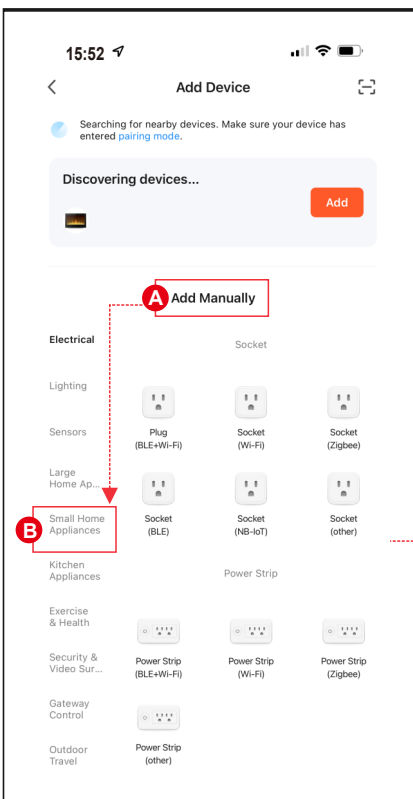 15:52
Add Device
Searching for nearby devices. Make sure your device has
entered pairing mode.
Discovering devices...
Add
A
Add Manually
Electrical
Socket
Lighting
Plug
(BLE+Wi-Fi)
Socket
(Wi-Fi)
Socket
(Zigbee)
Sensors
Large
Home Ap...
B
Small Home
Appliances
Socket
(BLE)
Socket
(NB-IoT)
Socket
(other)
Kitchen
Appliances
Power Strip
Exercise
& Health
Security &
Video Sur...
Power Strip
(BLE+Wi-Fi)
Power Strip
(Wi-Fi)
Power Strip
(Zigbee)
Gateway
Control
Outdoor
Travel
Power Strip
(other)